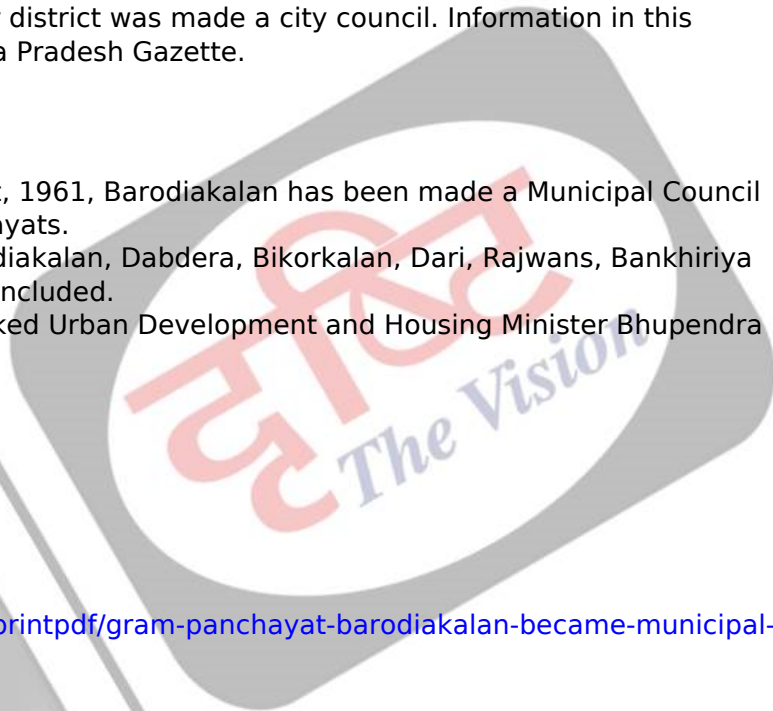 district was made a city council. Information in this
a Pradesh Gazette.
, 1961, Barodiakalan has been made a Municipal Council
yats.
diakalan, Dabdera, Bikorkalan, Dari, Rajwans, Bankhiriya
included.
ked Urban Development and Housing Minister Bhupendra
दृष्टि
The Vision
printpdf/gram-panchayat-barodiakalan-became-municipal-